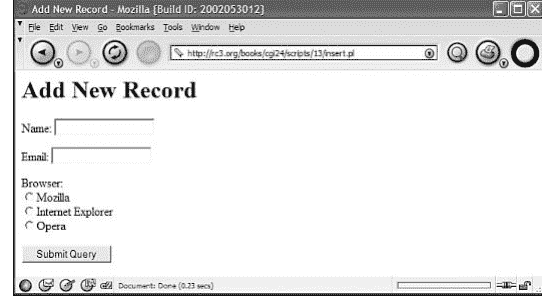 Add New Record - Mozilla {Build ID: 2002053012}
File Edit View Go Bookmarks Tools Window Help
http://rc3.org/books/cgi24/scripts/13/insert.pl
Add New Record
Name:
Email:
Browser:
Mozilla
Internet Explorer
Opera
Submit Query
Document: Done (0.23 secs)